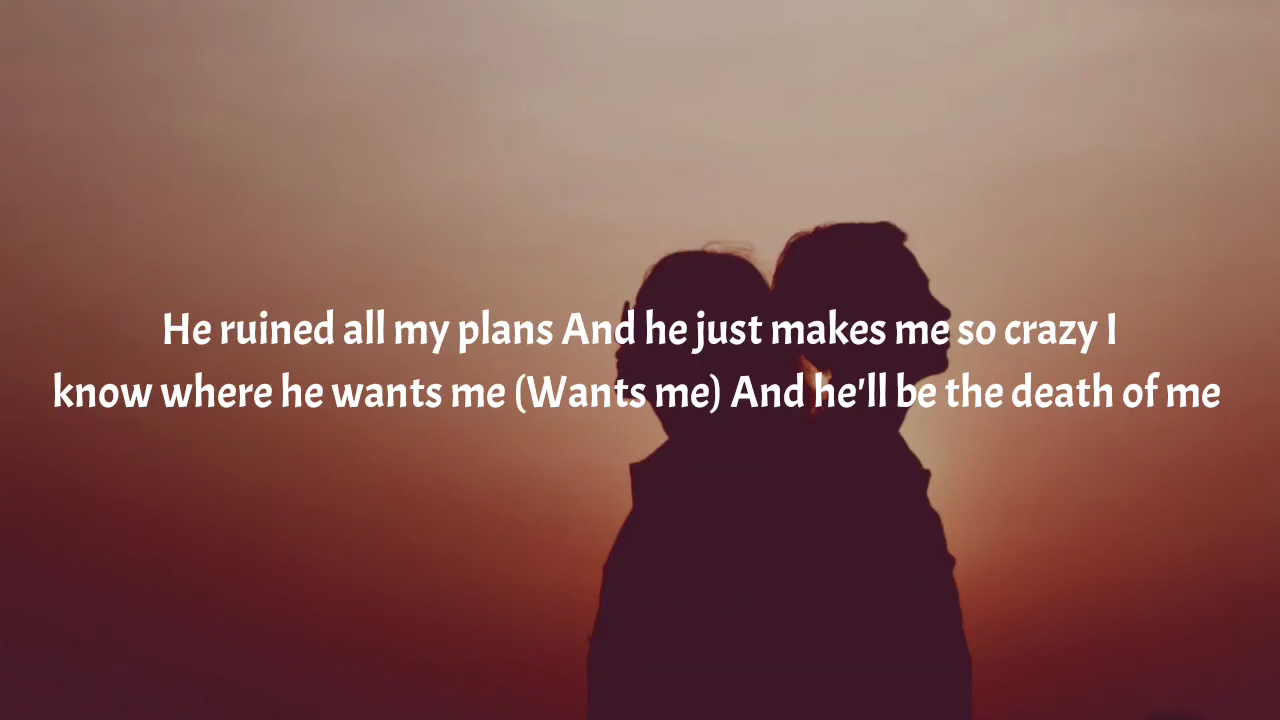 He ruined all my plans And he just makes me so crazy I
know where he wants me (Wants me) And he'll be the death of me